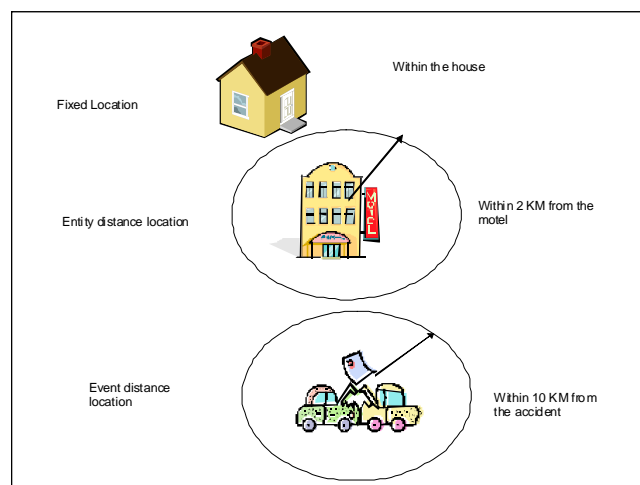 Within the house
Fixed Location
MOTEL
Entity distance location
Within 2 KM from the
motel
Event distance
location
Within 10 KM from
the accident